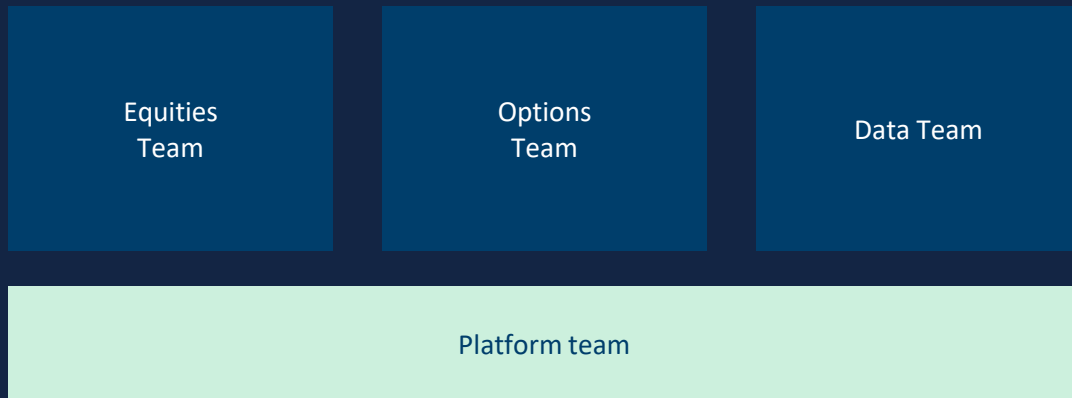 Equities
Team
Options
Team
Data Team
Platform team